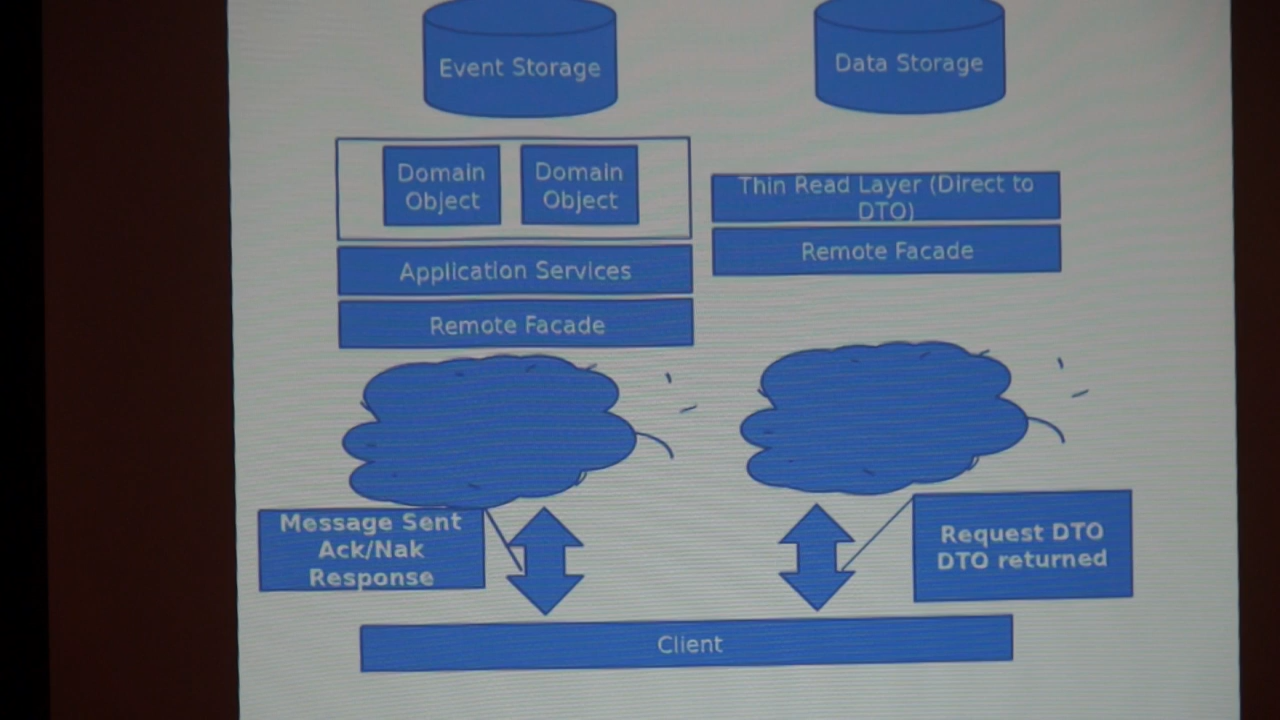 Event Storage
Data Storage
Domain
Object
Domain
Object
Thin Read Layer (Direct to
DTO)
Application Services
Remote Facade
Remote Facade
Message Sent
Ack/Nak
Response
Request DTO
DTO returned
Client